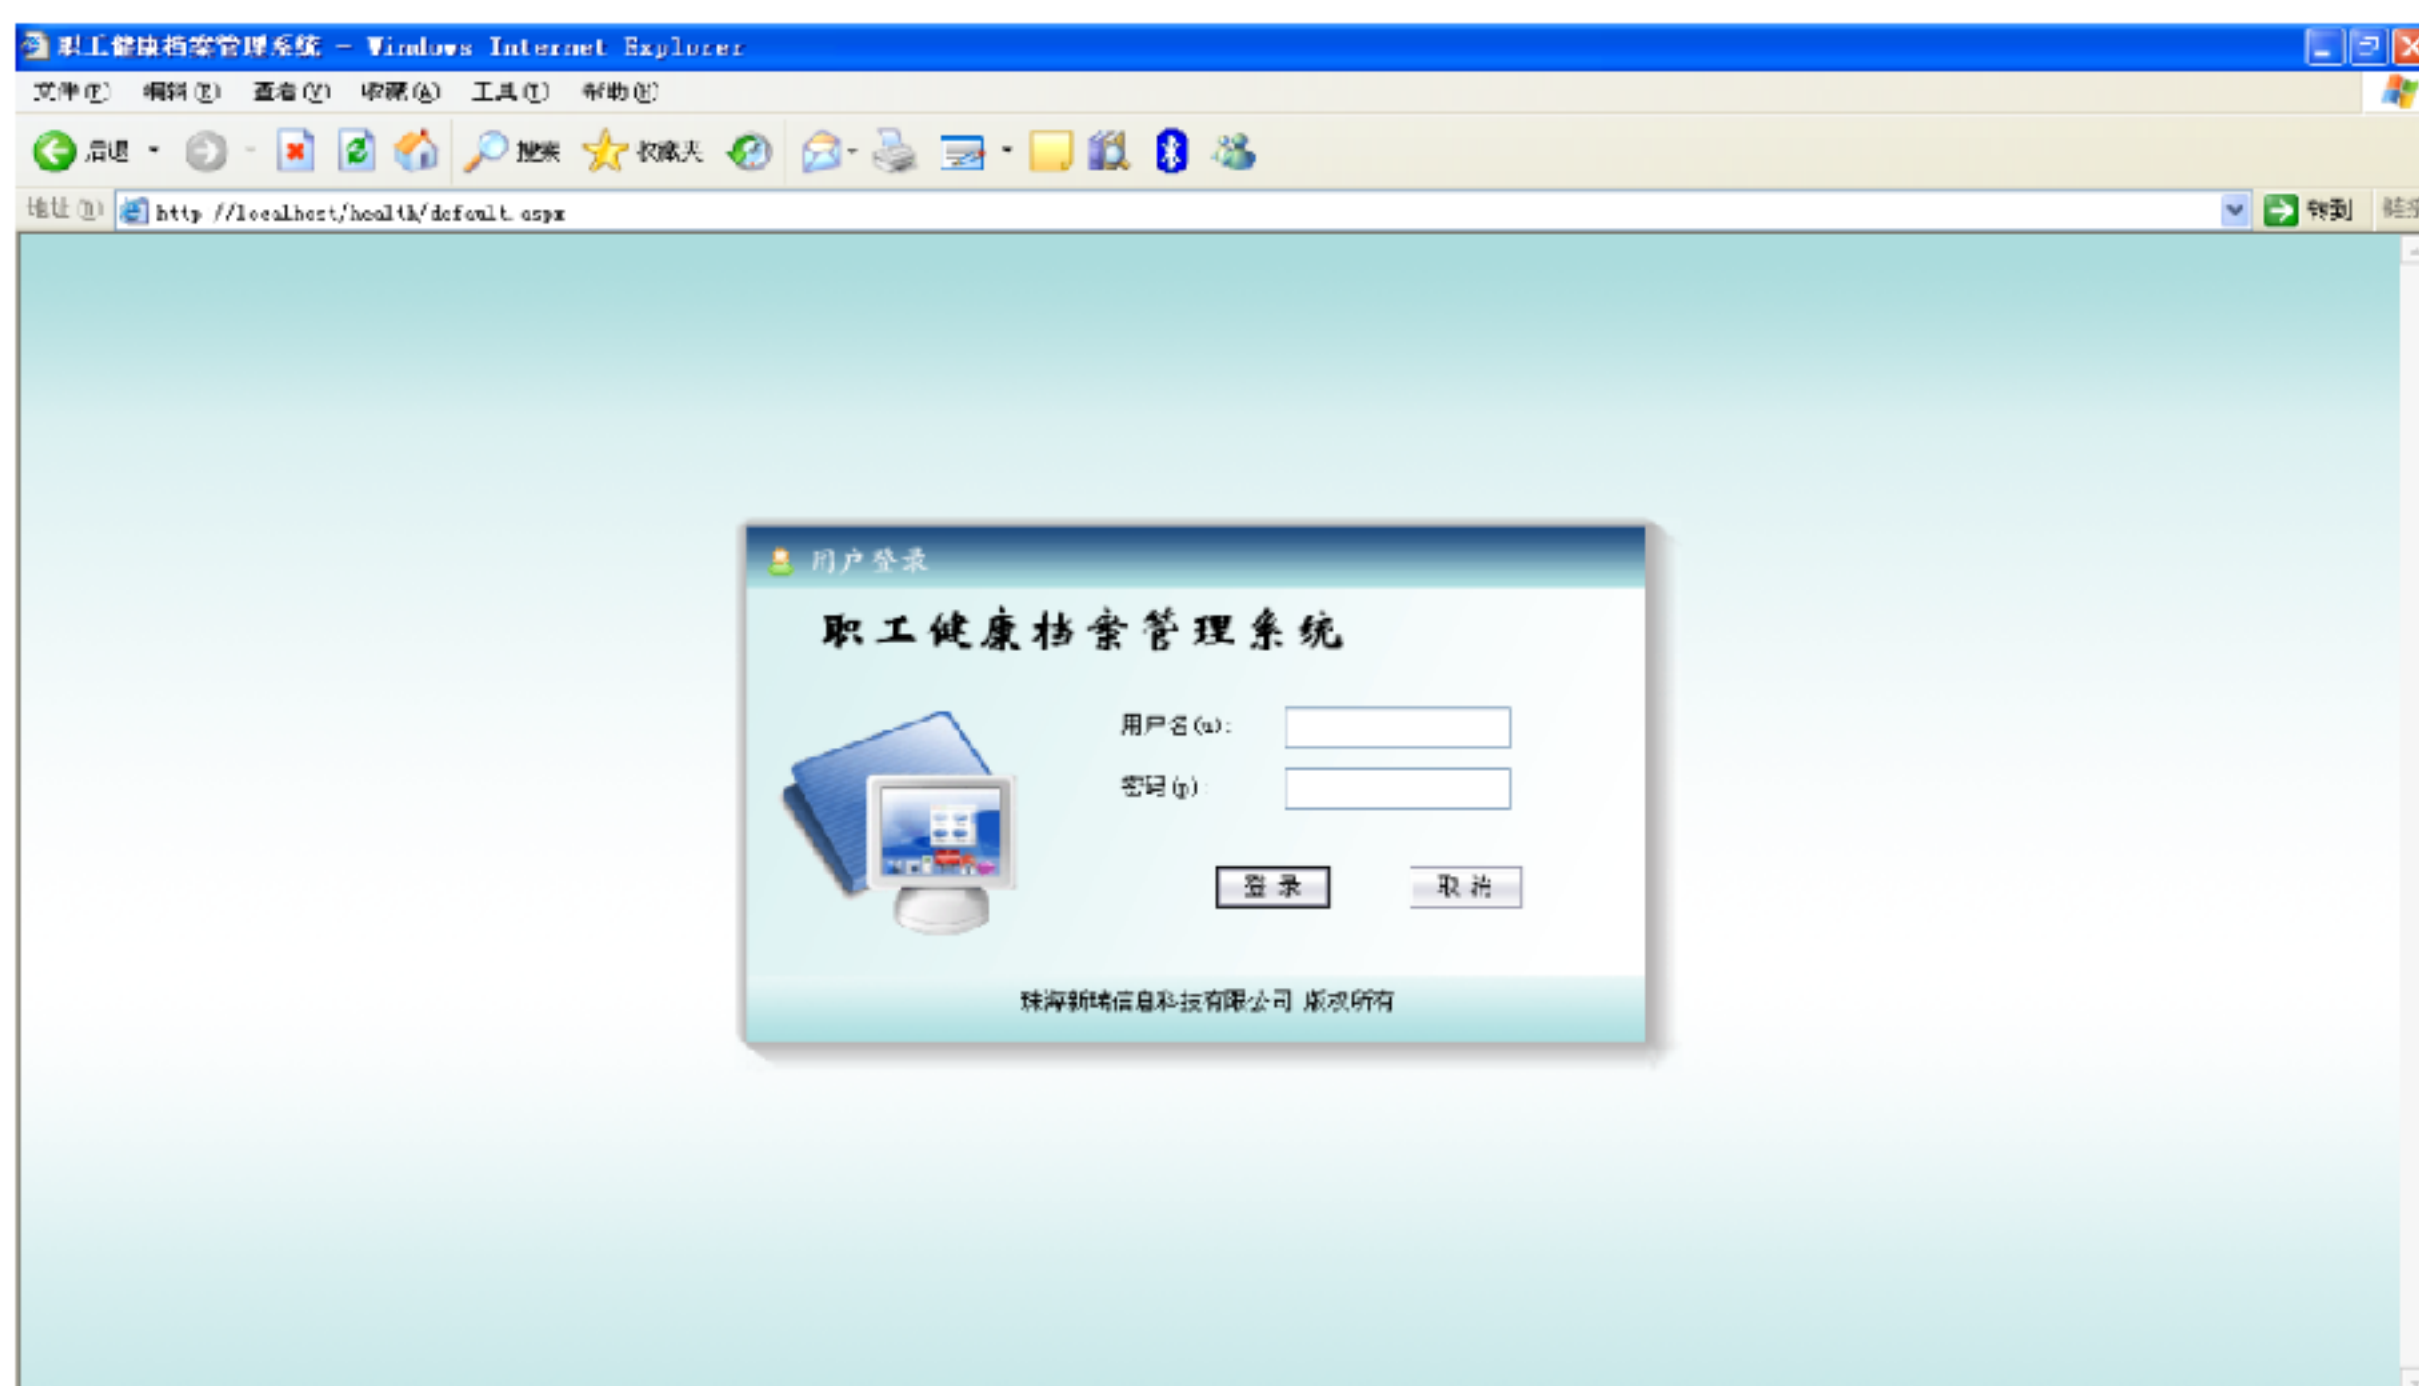 职工健康档案管理系统 - Windows Internet Explorer
文件(F) 编辑(E) 查看(V) 收藏(A) 工具(T) 帮助(H)
后退 搜索 收藏夹
地址(D) http://localhost/health/default.aspx 转到
用户登录
职工健康档案管理系统
用户名(u):
密码(p):
登录 取消
珠海新 信息科技有限公司 版权所有